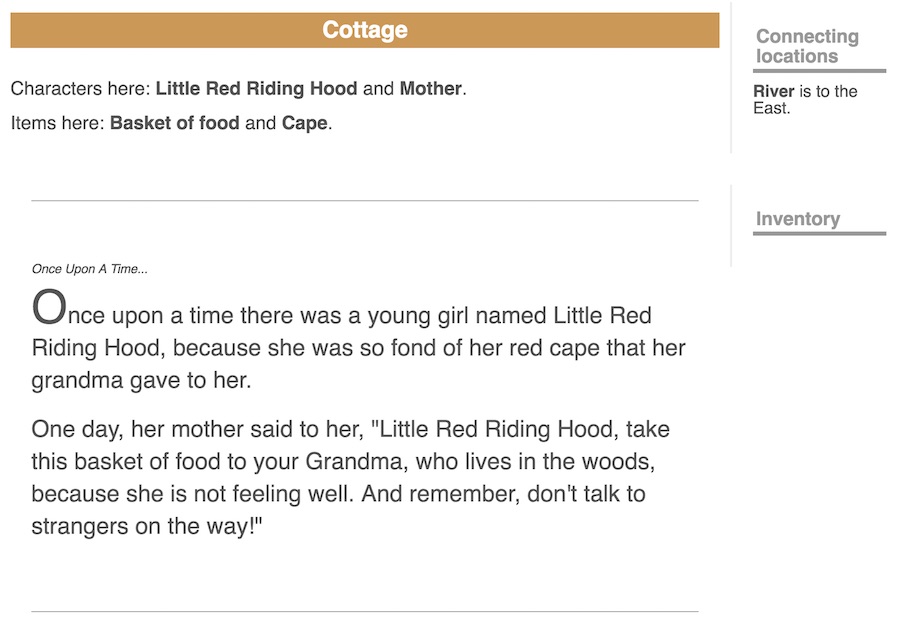 Cottage
Characters here: Little Red Riding Hood and Mother.
Items here: Basket of food and Cape.
Once Upon A Time...
Once upon a time there was a young girl named Little Red
Riding Hood, because she was so fond of her red cape that her
grandma gave to her.
One day, her mother said to her, "Little Red Riding Hood, take
this basket of food to your Grandma, who lives in the woods,
because she is not feeling well. And remember, don't talk to
strangers on the way!"
Connecting
locations
River is to the
East.
Inventory